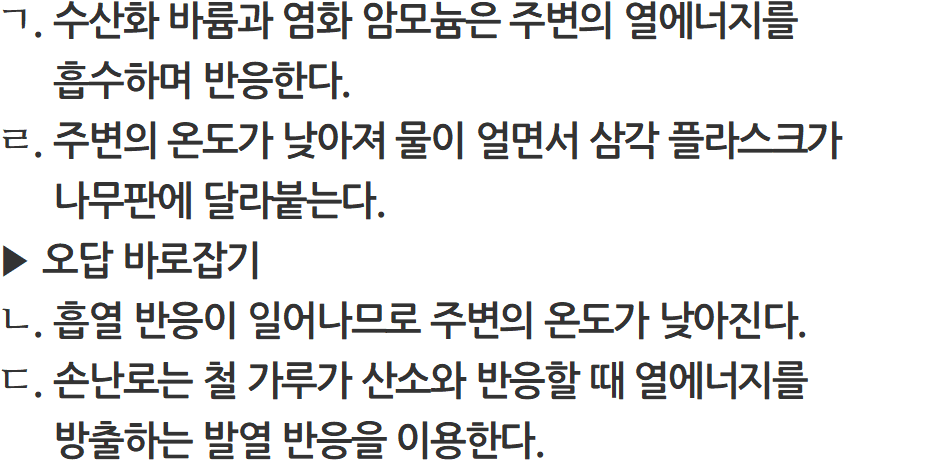 ㄱ. 수산화 바륨과 염화 암모늄은 주변의 열에너지를
흡수하며 반응한다.
ㄹ. 주변의 온도가 낮아져 물이 얼면서 삼각 플라스크가
나무판에 달라붙는다.
▶ 오답 바로잡기
ㄴ. 흡열 반응이 일어나므로 주변의 온도가 낮아진다.
ㄷ. 손난로는 철 가루가 산소와 반응할 때 열에너지를
방출하는 발열 반응을 이용한다.